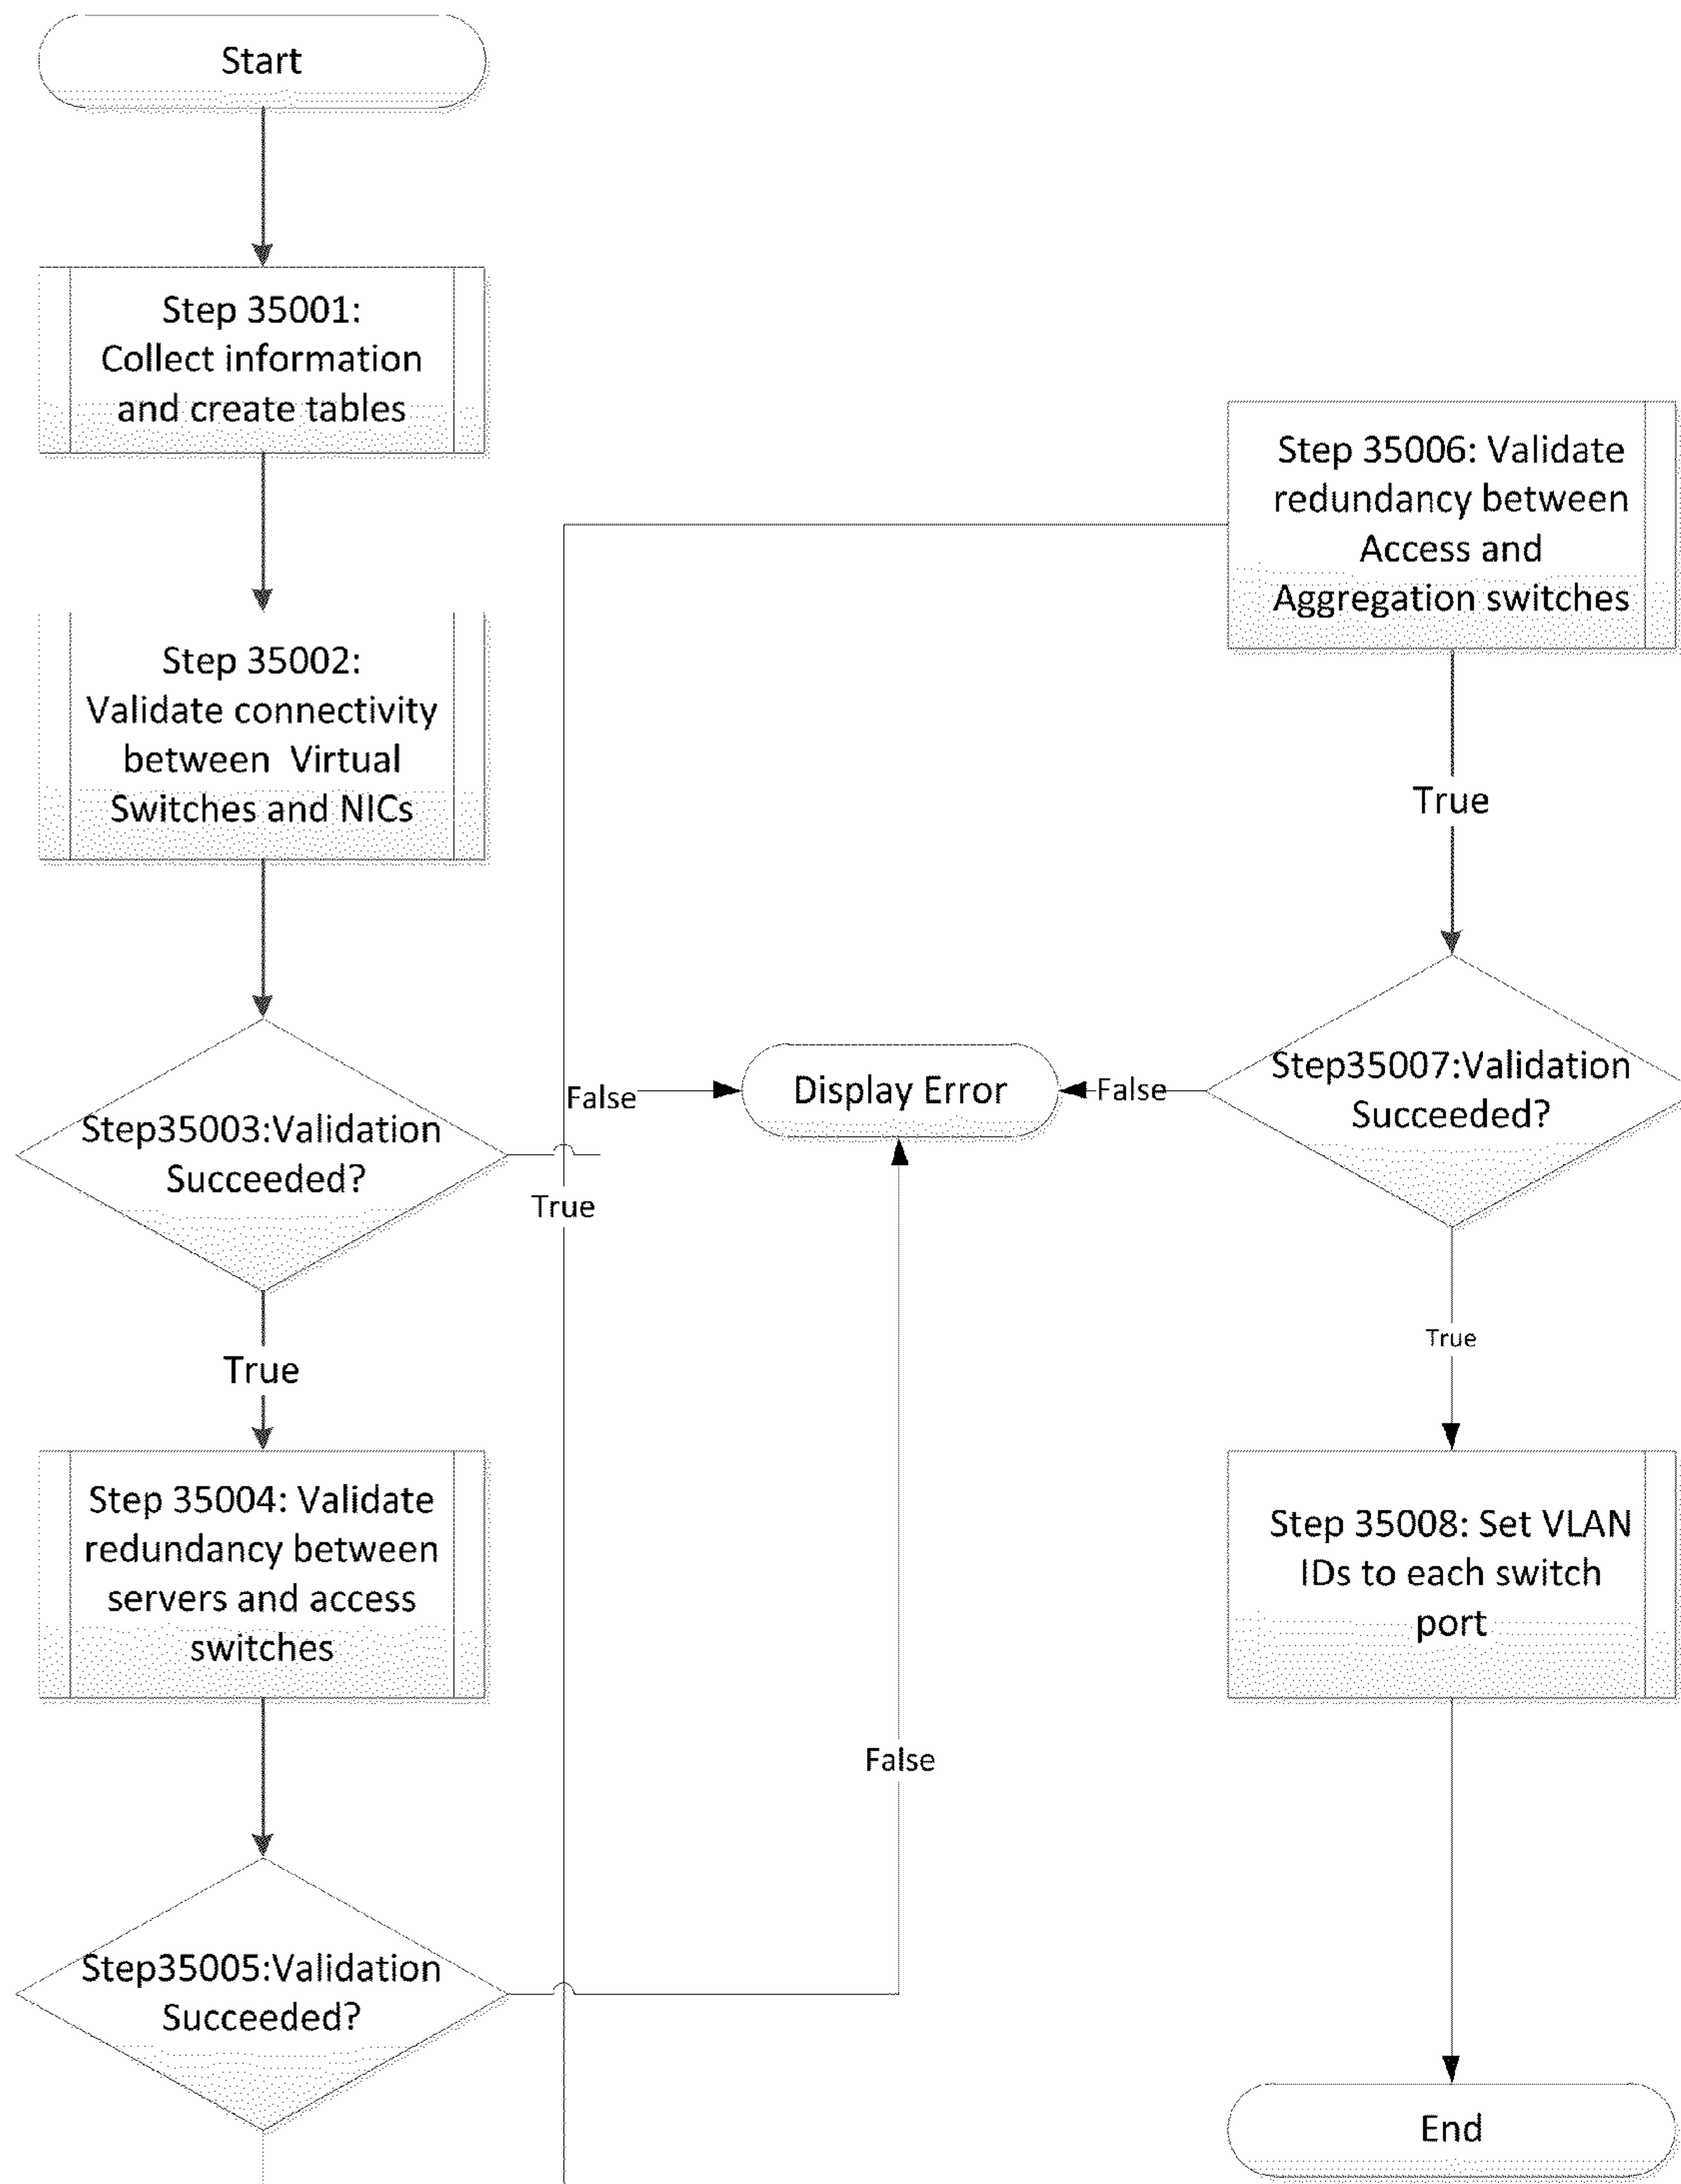 Start
Step 35001:
Collect information
and create tables
Step 35002:
Validate connectivity
between Virtual
Switches and NICs
Step35003:Validation
Succeeded?
False
True
True
Step 35004: Validate
redundancy between
servers and access
switches
Step35005:Validation
Succeeded?
False
Display Error
Step 35006: Validate
redundancy between
Access and
Aggregation switches
True
Step35007:Validation
Succeeded?
False
True
Step 35008: Set VLAN
IDs to each switch
port
End